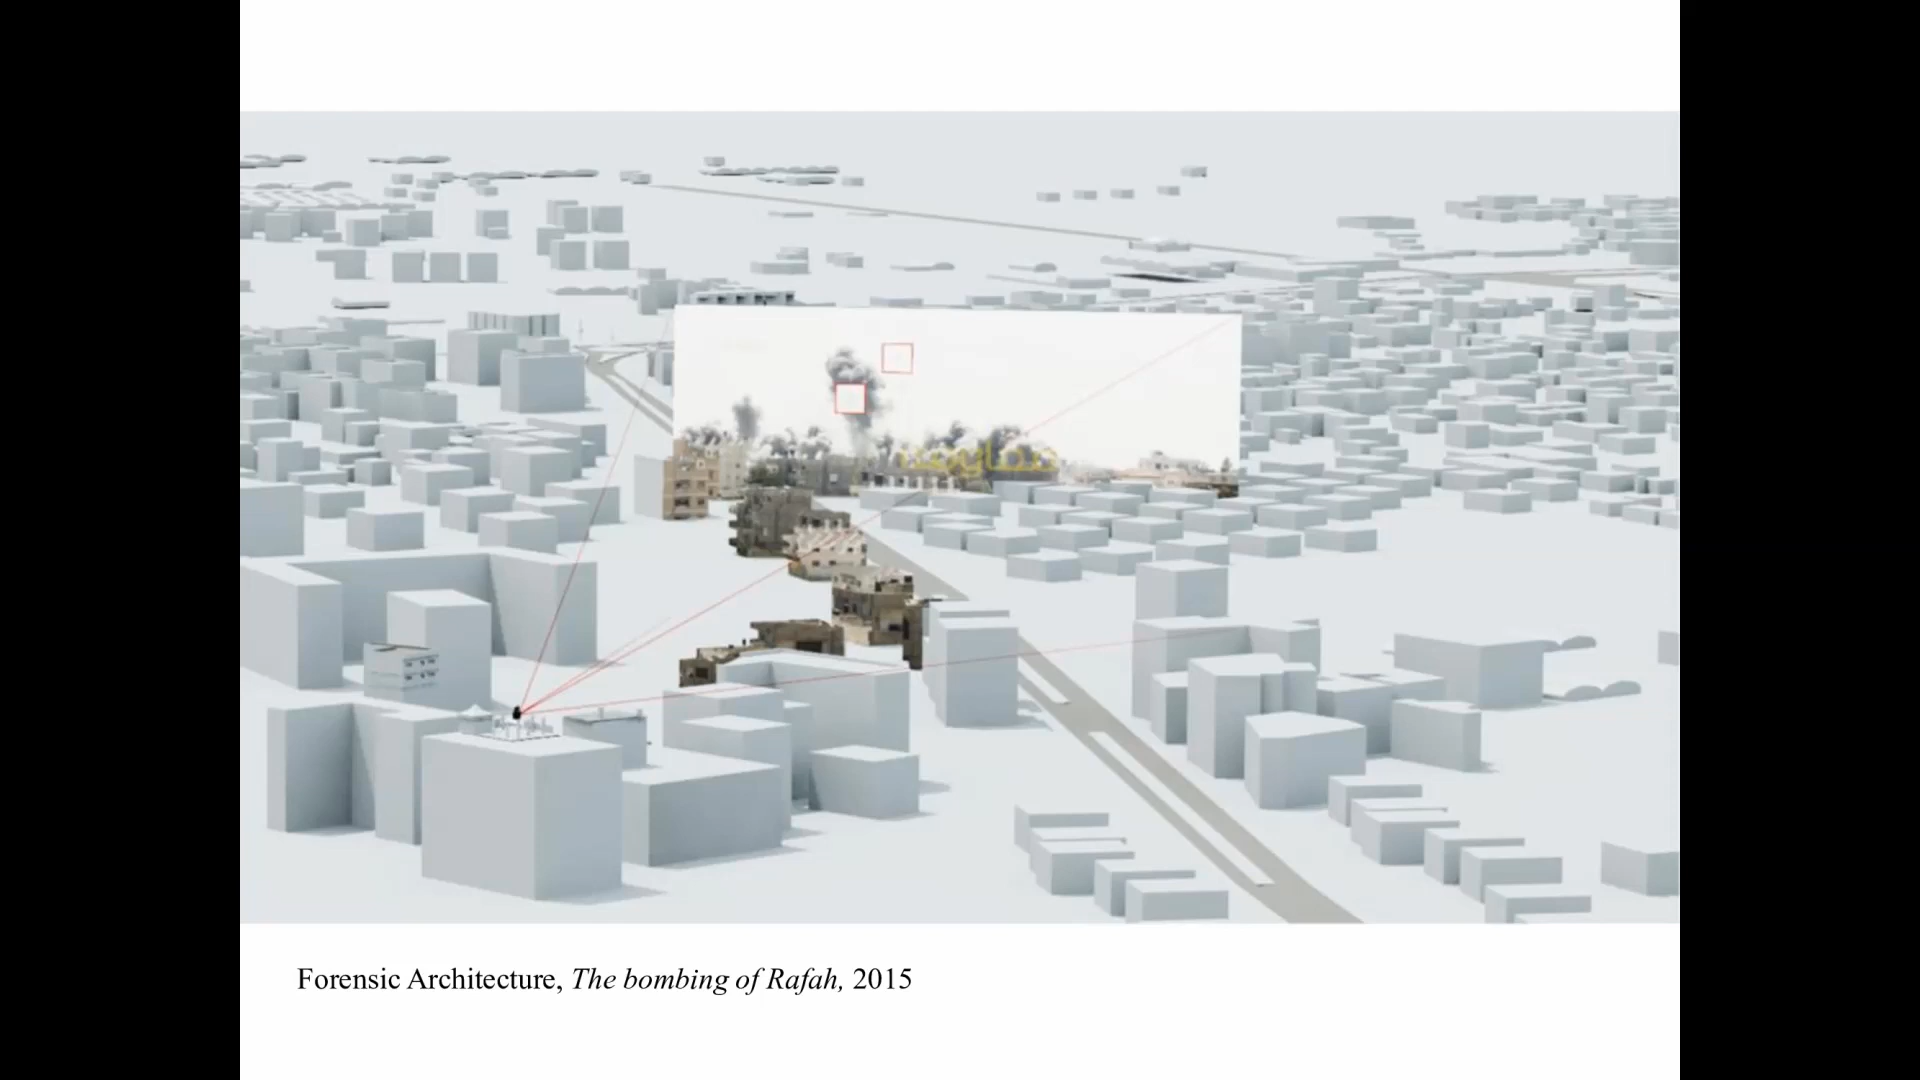 Forensic Architecture, The bombing of Rafah, 2015